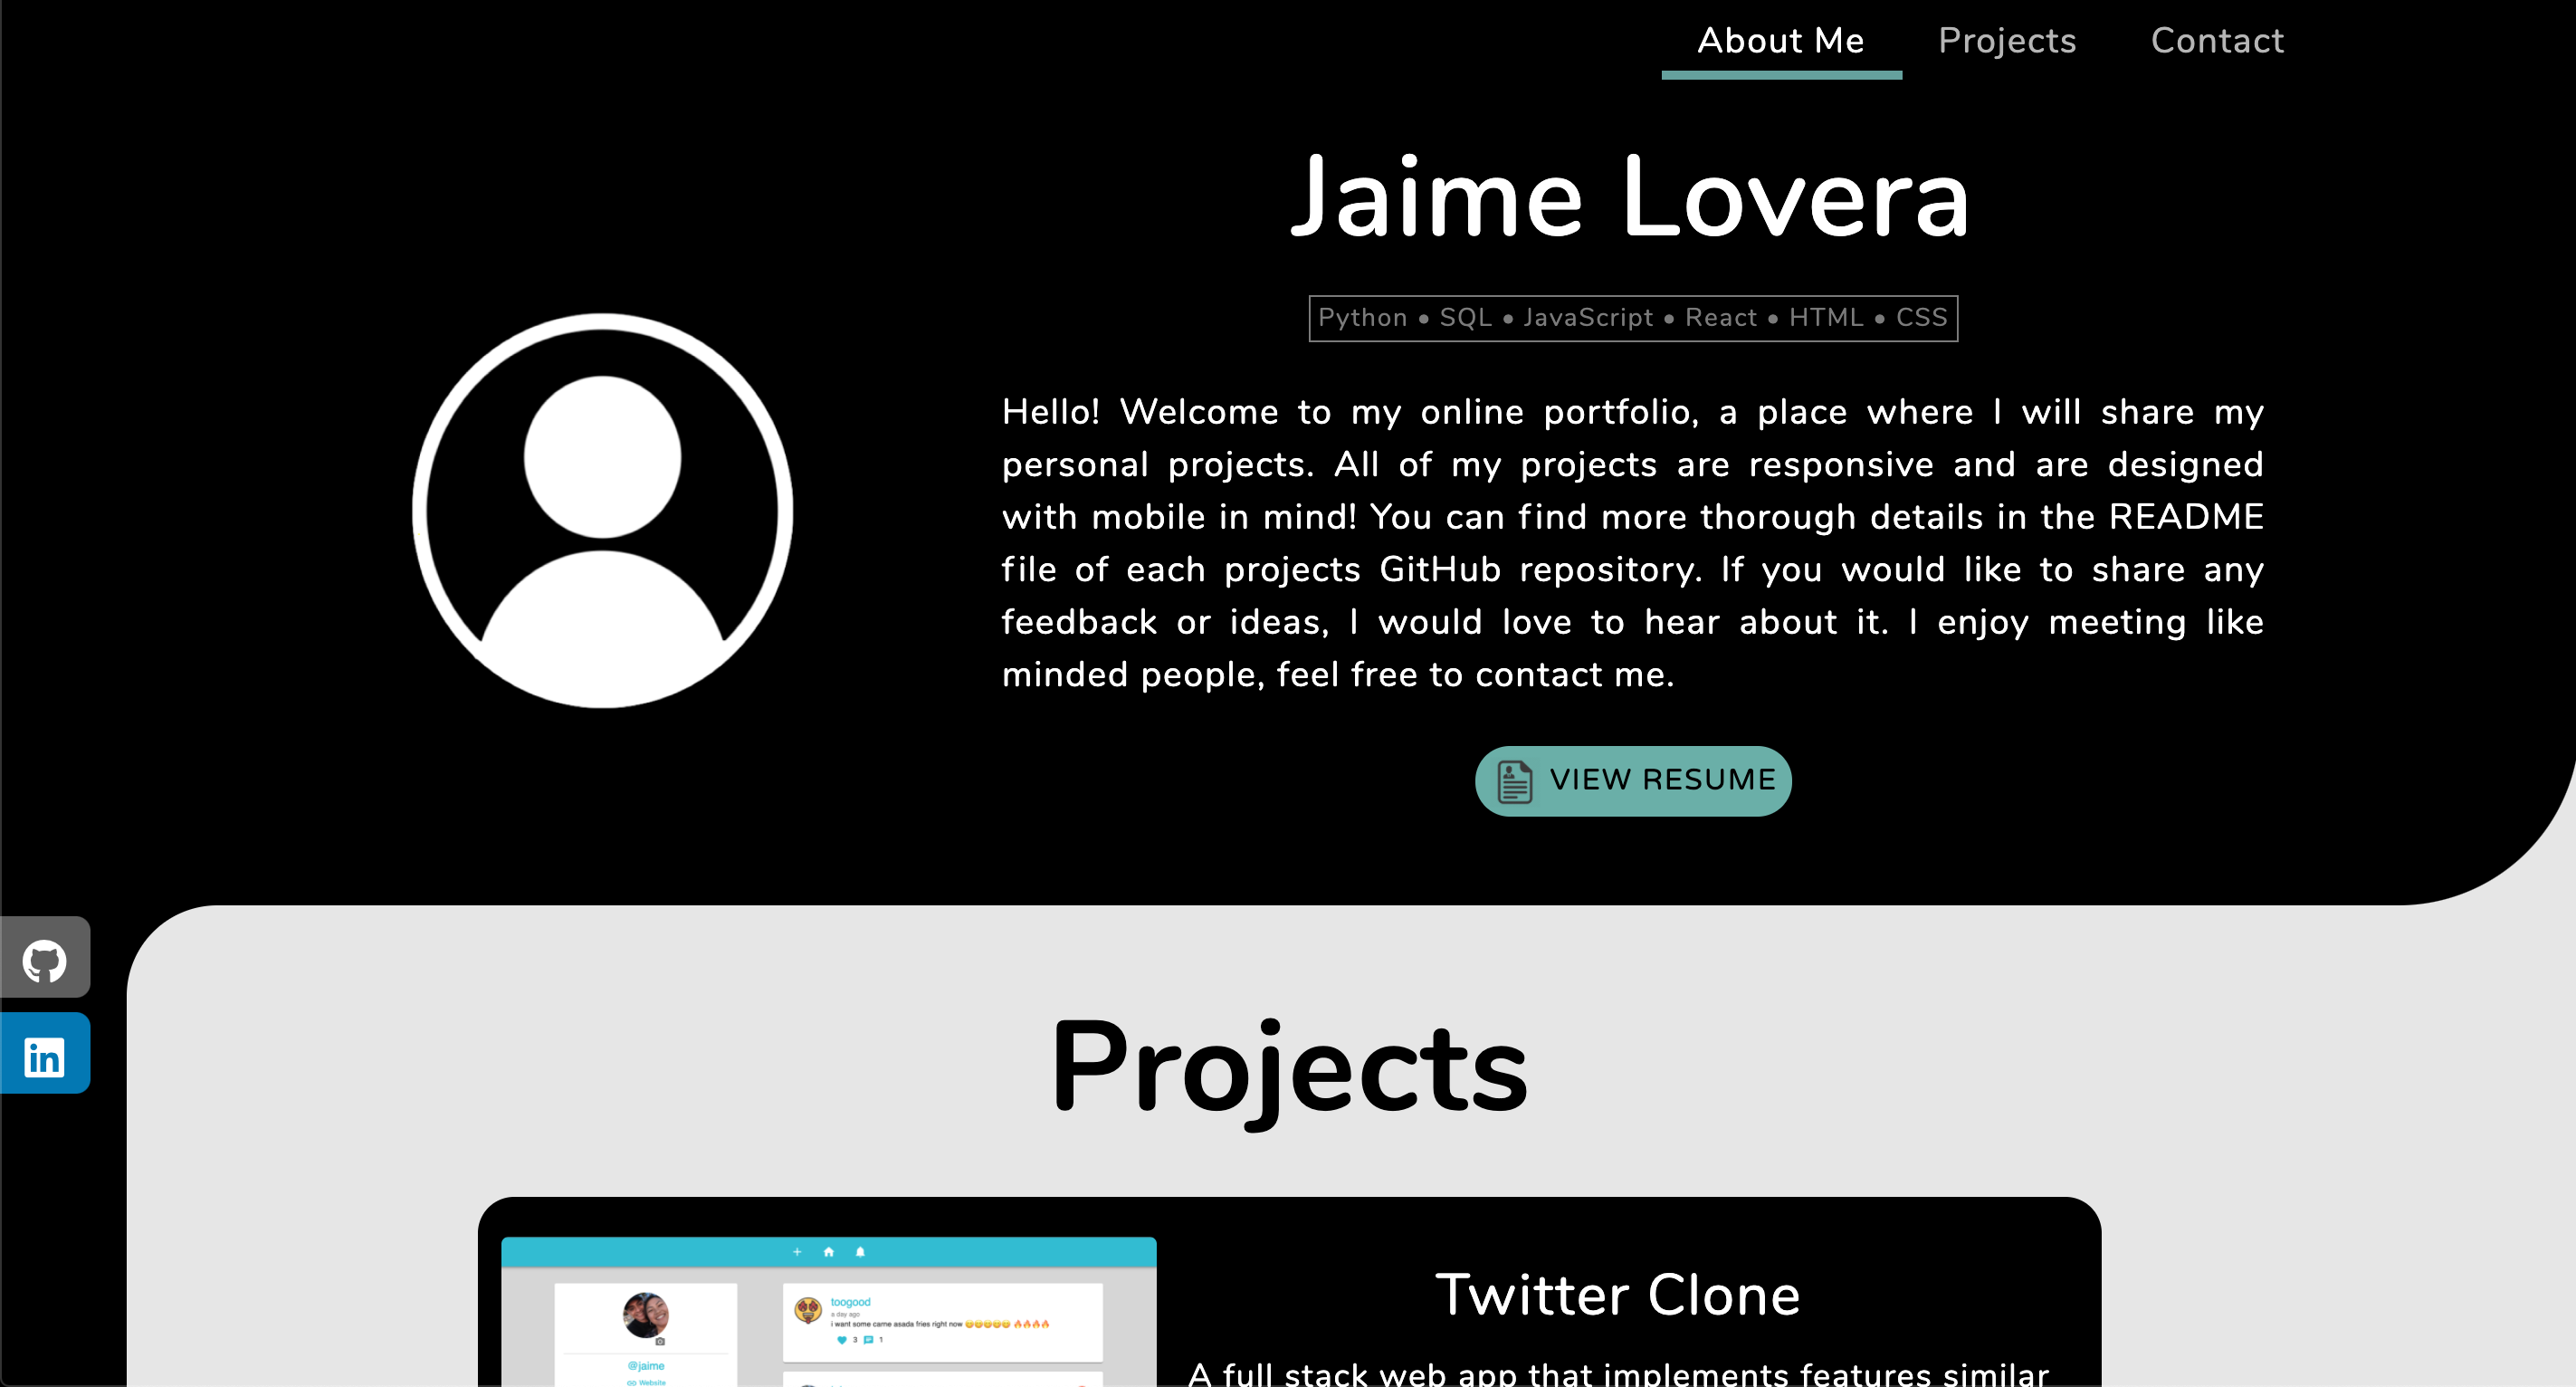 About Me Projects Contact
Jaime Lovera
Python • SQL • JavaScript • React • HTML • CSS
Hello! Welcome to my online portfolio, a place where I will share my
personal projects. All of my projects are responsive and are designed
with mobile in mind! You can find more thorough details in the README
file of each projects GitHub repository. If you would like to share any
feedback or ideas, I would love to hear about it. I enjoy meeting like
minded people, feel free to contact me.
VIEW RESUME
in
Projects
toogood
a day ago
i want some carne asada fries right now 😋😋😋😋😋 🔥🔥🔥🔥
3 1
@jaime
Website
Twitter Clone
A full stack web app that implements features similar